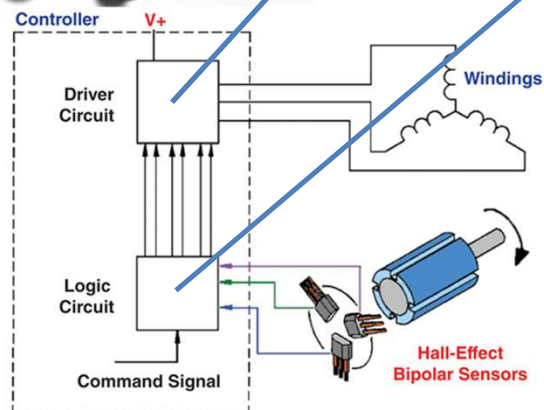 Controller
V+
Driver
Circuit
Windings
Logic
Circuit
Command Signal
Hall-Effect
Bipolar Sensors